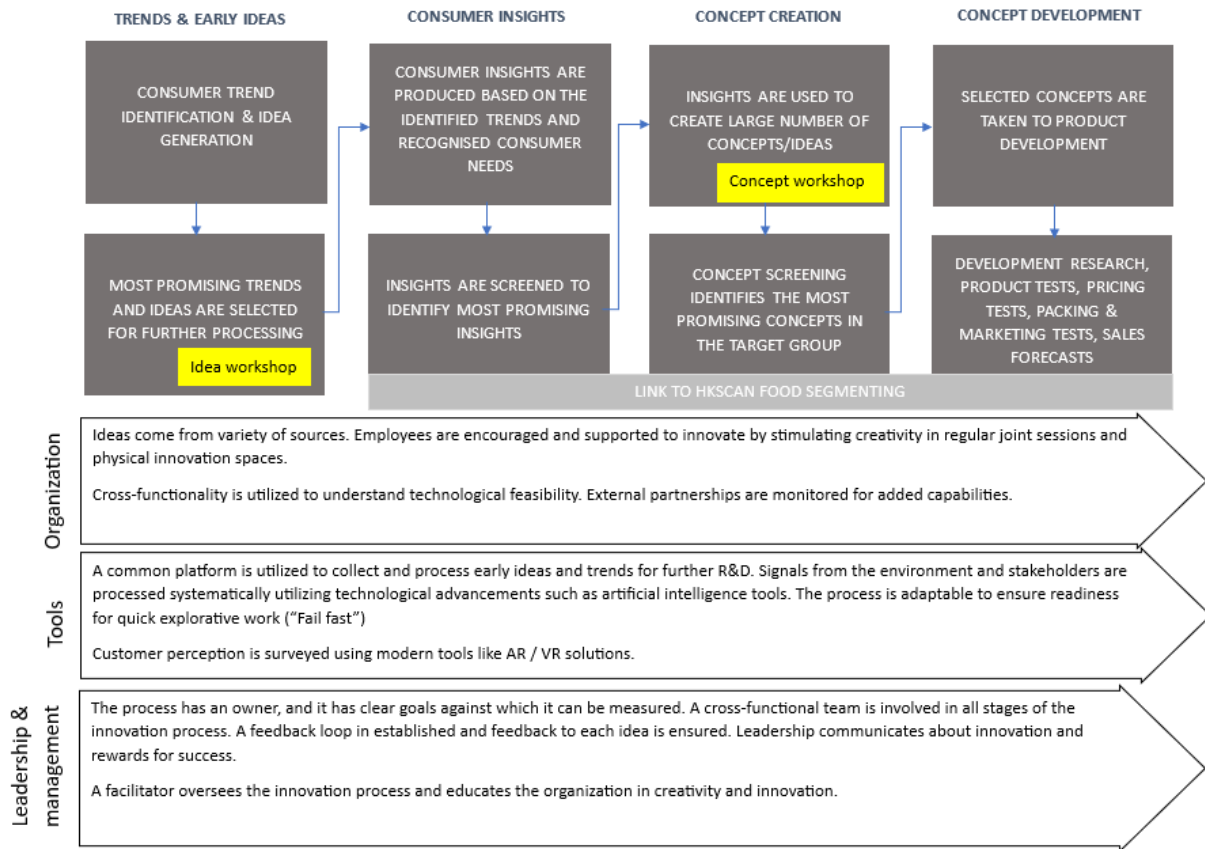 TRENDS & EARLY IDEAS
CONSUMER INSIGHTS
CONCEPT CREATION
CONCEPT DEVELOPMENT
CONSUMER TREND
IDENTIFICATION & IDEA
GENERATION
CONSUMER INSIGHTS ARE
PRODUCED BASED ON THE
IDENTIFIED TRENDS AND
RECOGNISED CONSUMER
NEEDS
INSIGHTS ARE USED TO
CREATE LARGE NUMBER OF
CONCEPTS/IDEAS
Concept workshop
SELECTED CONCEPTS ARE
TAKEN TO PRODUCT
DEVELOPMENT
MOST PROMISING TRENDS
AND IDEAS ARE SELECTED
FOR FURTHER PROCESSING
Idea workshop
INSIGHTS ARE SCREENED TO
IDENTIFY MOST PROMISING
INSIGHTS
CONCEPT SCREENING
IDENTIFIES THE MOST
PROMISING CONCEPTS IN
THE TARGET GROUP
DEVELOPMENT RESEARCH,
PRODUCT TESTS, PRICING
TESTS, PACKING &
MARKETING TESTS, SALES
FORECASTS
LINK TO HKSCAN FOOD SEGMENTING
Organization
Ideas come from variety of sources. Employees are encouraged and supported to innovate by stimulating creativity in regular joint sessions and
physical innovation spaces.
Cross-functionality is utilized to understand technological feasibility. External partnerships are monitored for added capabilities.
Tools
A common platform is utilized to collect and process early ideas and trends for further R&D. Signals from the environment and stakeholders are
processed systematically utilizing technological advancements such as artificial intelligence tools. The process is adaptable to ensure readiness
for quick explorative work (“Fail fast”)
Customer perception is surveyed using modern tools like AR / VR solutions.
Leadership &
management
The process has an owner, and it has clear goals against which it can be measured. A cross-functional team is involved in all stages of the
innovation process. A feedback loop in established and feedback to each idea is ensured. Leadership communicates about innovation and
rewards for success.
A facilitator oversees the innovation process and educates the organization in creativity and innovation.